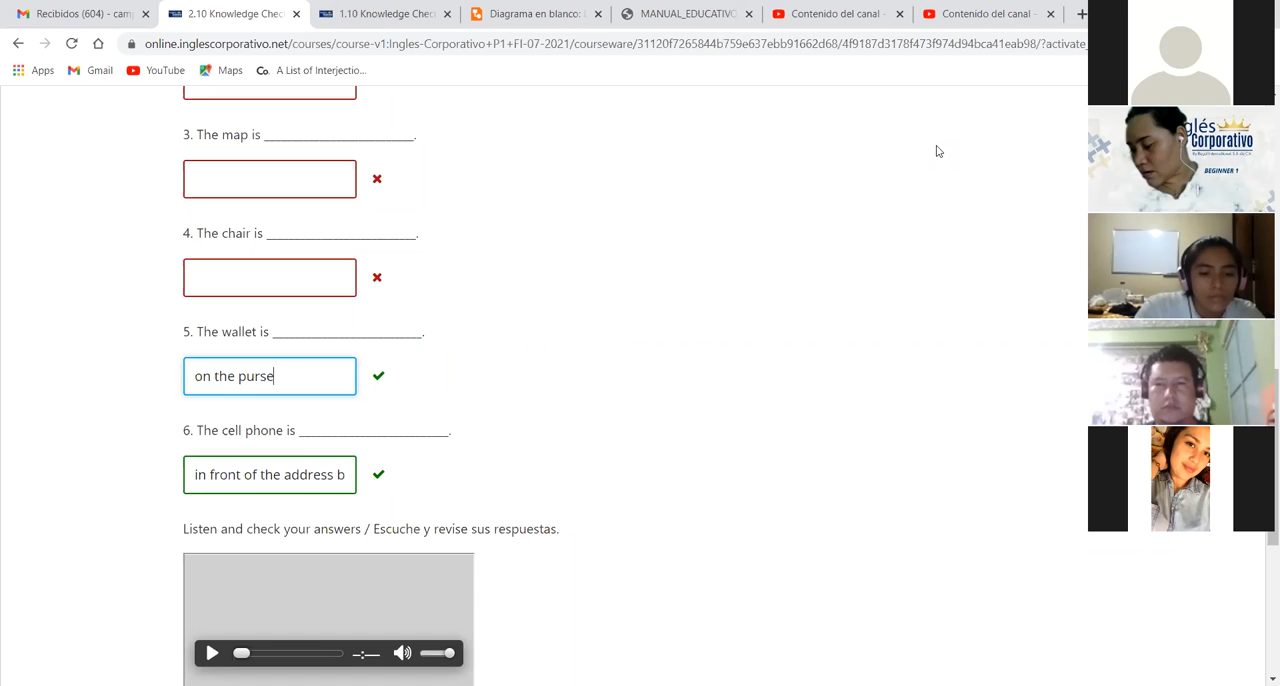 Recibidos (604) - cam
2.10 Knowledge Chec
1.10 Knowledge Chec
Diagrama en blanco:
MANUAL_EDUCATIVO
Contenido del canal -
Contenido del canal -
online.inglescorporativo.net/courses/course-v1:Ingles-Corporativo+P1+FI-07-2021/courseware/31120f7265844b759e637ebb91662d68/4f9187d3178f473f974d94bca41eab98/?activate_
Apps
Gmail
YouTube
Maps
Co.
A List of Interjectio...
3. The map is ______________________.
4. The chair is ______________________.
5. The wallet is ______________________.
on the purse
6. The cell phone is ______________________.
in front of the address b
Listen and check your answers / Escuche y revise sus respuestas.
-:--
glés
Corporativo
BEGINNER 1